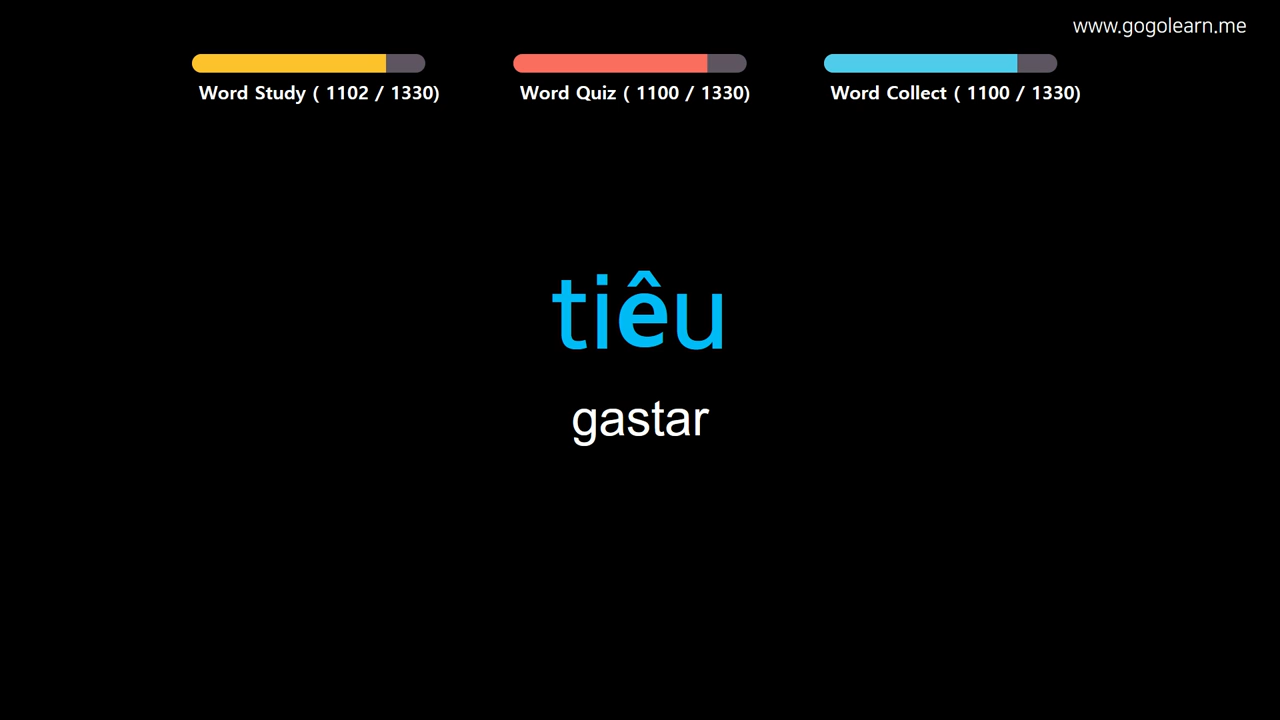 www.gogolearn.me
Word Study ( 1102 / 1330)
Word Quiz ( 1100 / 1330)
Word Collect ( 1100 / 1330)
tiêu
gastar